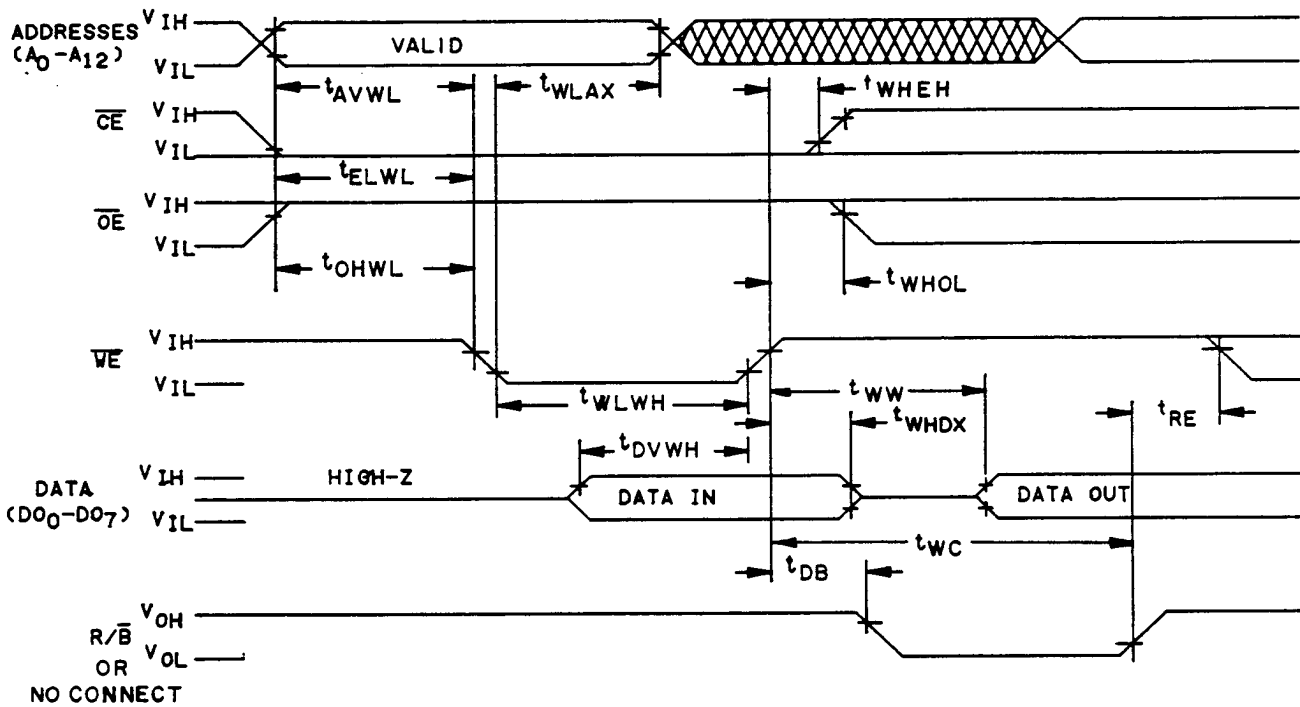 ADDRESSES
(A0-A12)
VIH
VIL
VALID
tAVWL
tWLAX
tWHEH
CE
VIH
VIL
tELWL
OE
VIH
VIL
tOHWL
tWHOL
WE
VIH
VIL
tWLWH
tWW
tWHDX
tRE
tDVWH
DATA
(DO0-DO7)
VIH
VIL
HIGH-Z
DATA IN
DATA OUT
tWC
tDB
R/B
OR
NO CONNECT
VOH
VOL